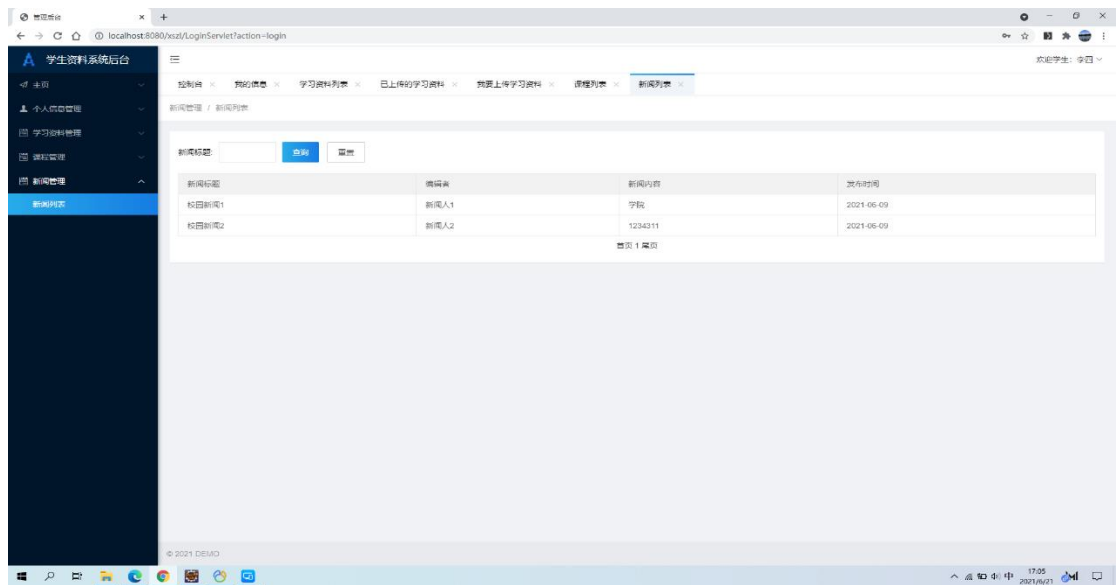 管理后台
localhost:8080/xszl/LoginServlet?action=login
学生资料系统后台
欢迎学生: 李四
主页
控制台 我的信息 学习资料列表 已上传的学习资料 我要上传学习资料 课程列表 新闻列表
个人信息管理
新闻管理 / 新闻列表
学习资料管理
课程管理
新闻标题: 查询 重置
新闻管理
新闻标题 编辑者 新闻内容 发布时间
新闻列表
校园新闻1 新闻人1 学院 2021-06-09
校园新闻2 新闻人2 1234311 2021-06-09
首页 1 尾页
© 2021 DEMO
中
17:05
2021/6/21